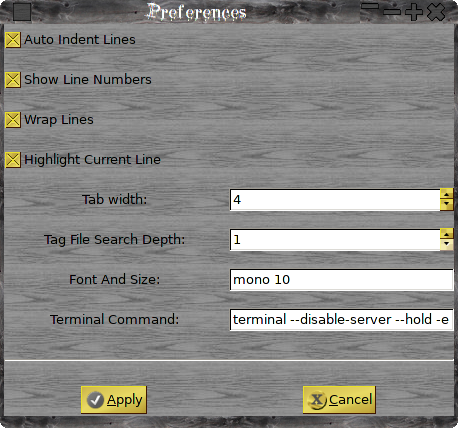 Preferences
Auto Indent Lines
Show Line Numbers
Wrap Lines
Highlight Current Line
Tab width: 4
Tag File Search Depth: 1
Font And Size: mono 10
Terminal Command: terminal --disable-server --hold -e
Apply Cancel